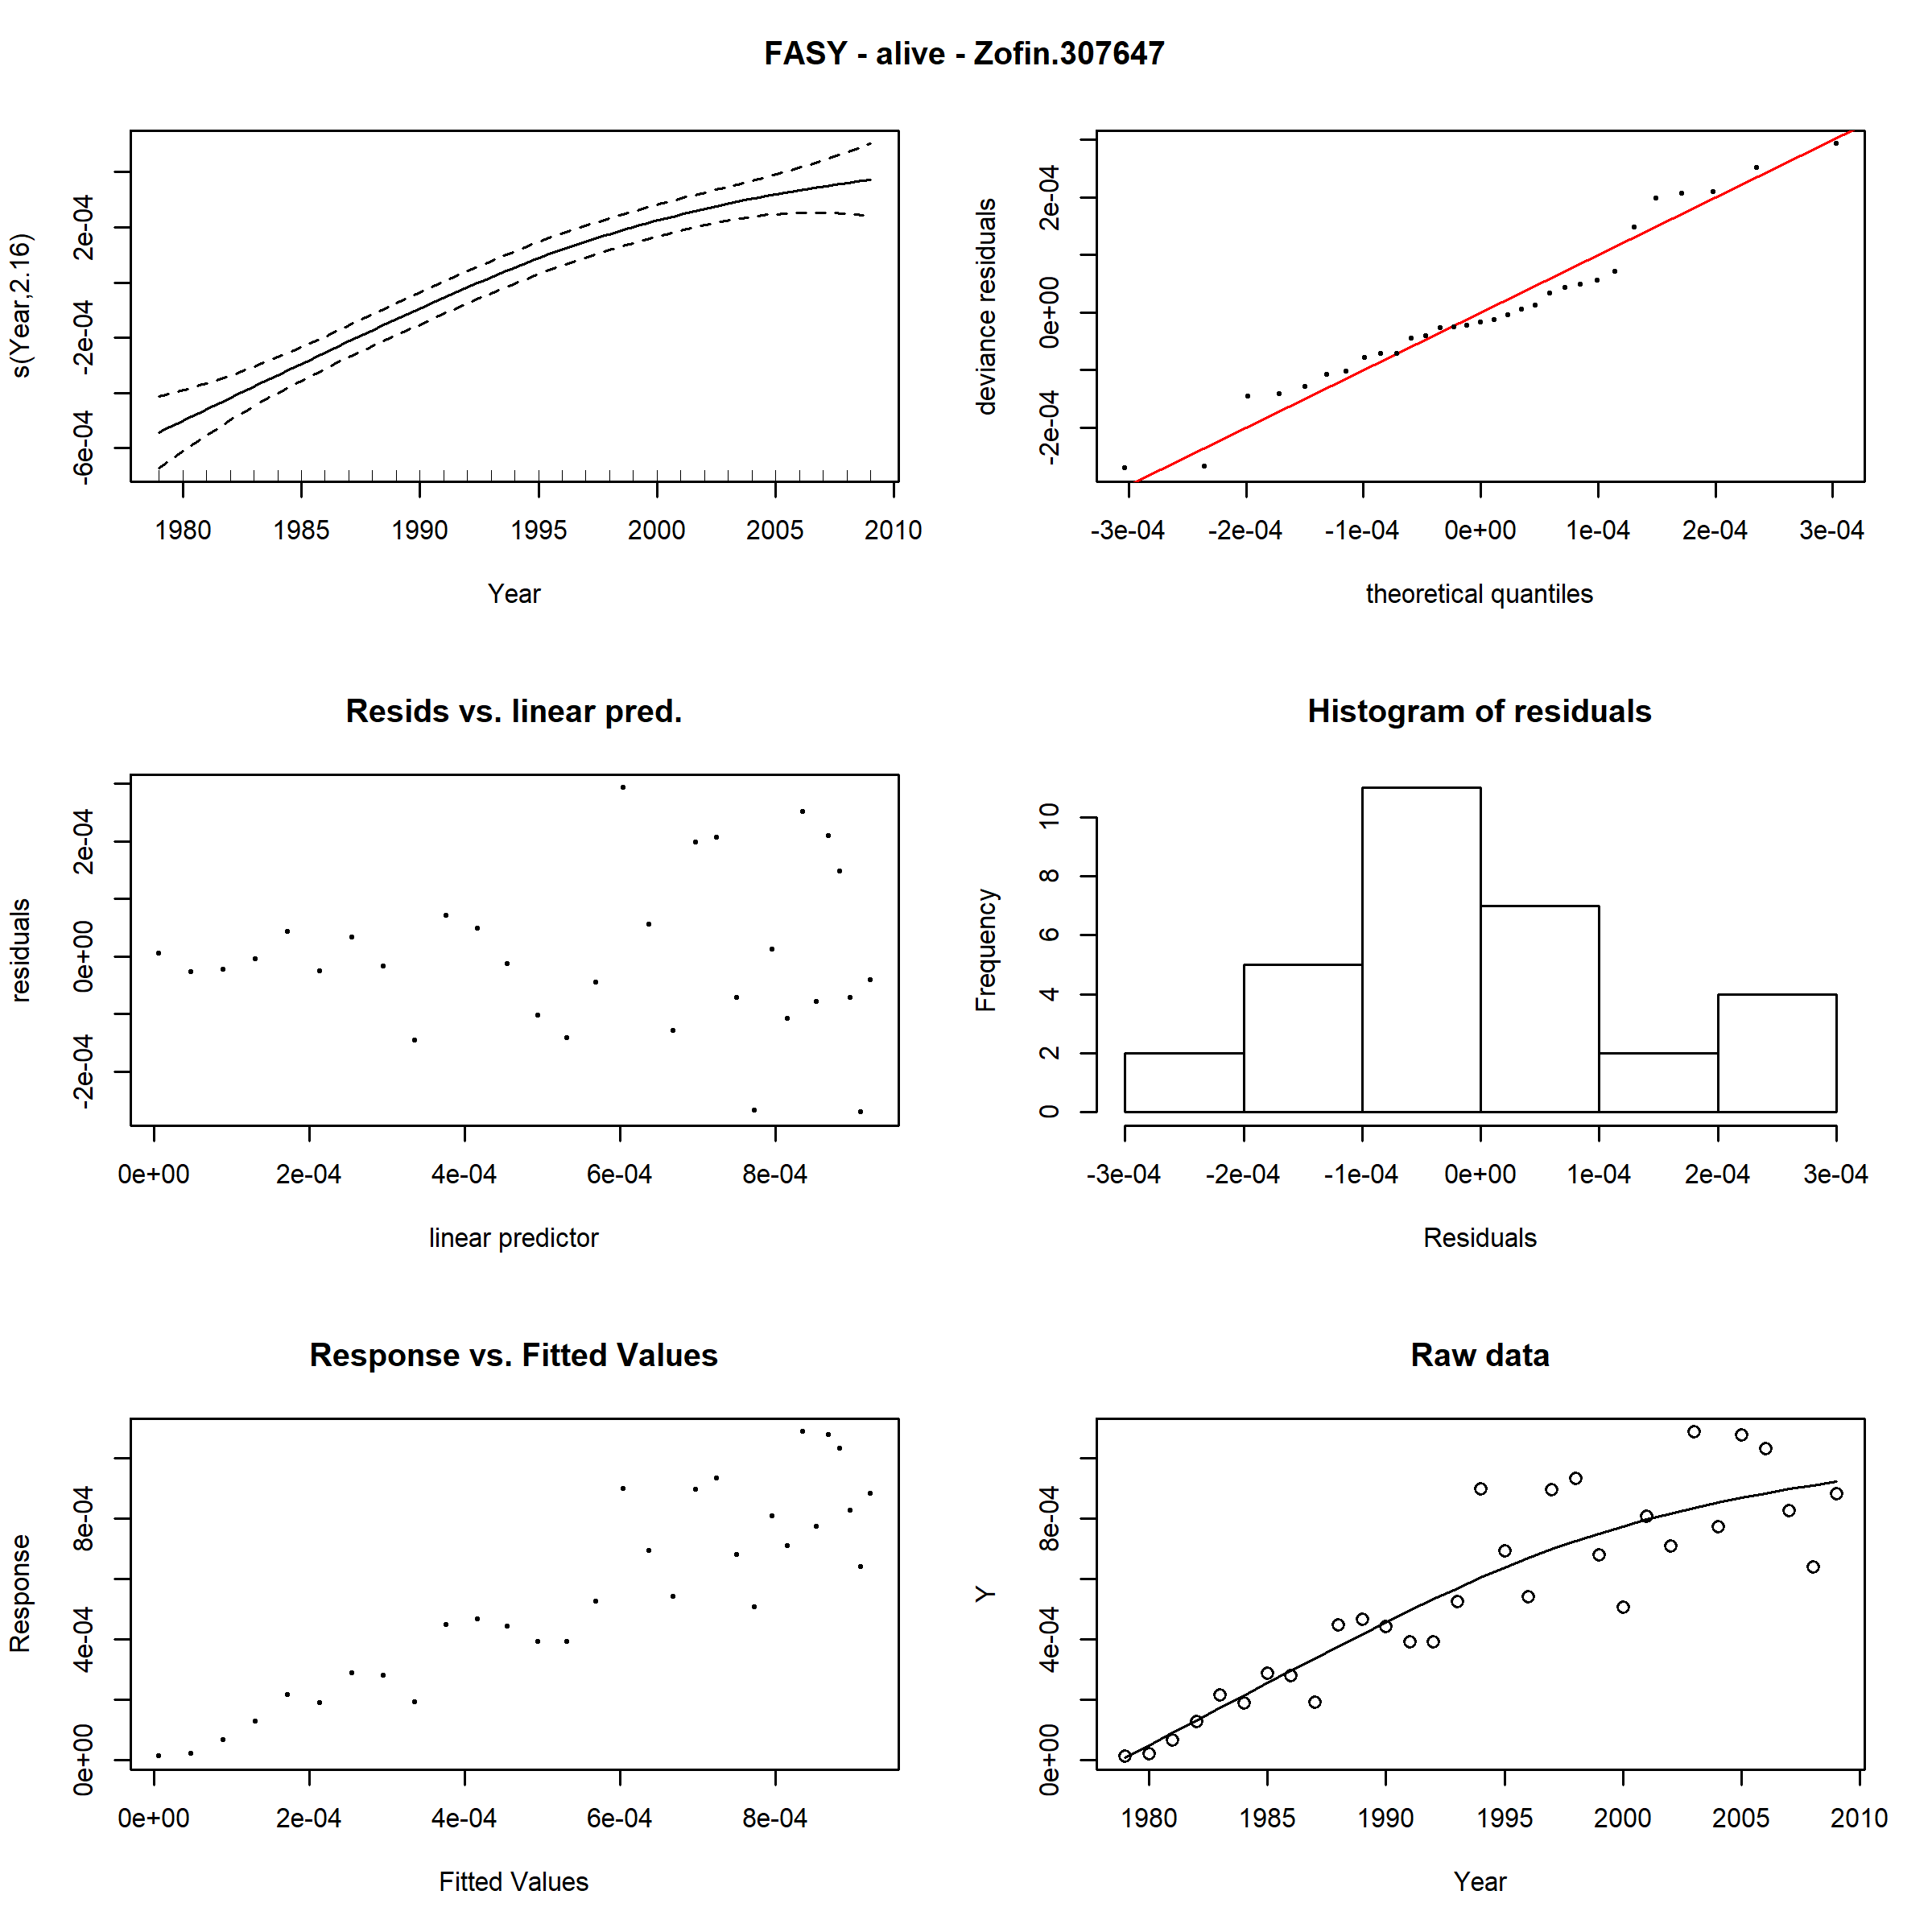 FASY - alive - Zofin.307647
s(Year,2.16)
-6e-04 -2e-04 2e-04
1980 1985 1990 1995 2000 2005 2010
Year
deviance residuals
-2e-04 0e+00 2e-04
-3e-04 -2e-04 -1e-04 0e+00 1e-04 2e-04 3e-04
theoretical quantiles
Resids vs. linear pred.
residuals
-2e-04 0e+00 2e-04
0e+00 2e-04 4e-04 6e-04 8e-04
linear predictor
Histogram of residuals
Frequency
0 2 4 6 8 10
-3e-04 -2e-04 -1e-04 0e+00 1e-04 2e-04 3e-04
Residuals
Response vs. Fitted Values
Response
0e+00 4e-04 8e-04
0e+00 2e-04 4e-04 6e-04 8e-04
Fitted Values
Raw data
Y
0e+00 4e-04 8e-04
1980 1985 1990 1995 2000 2005 2010
Year